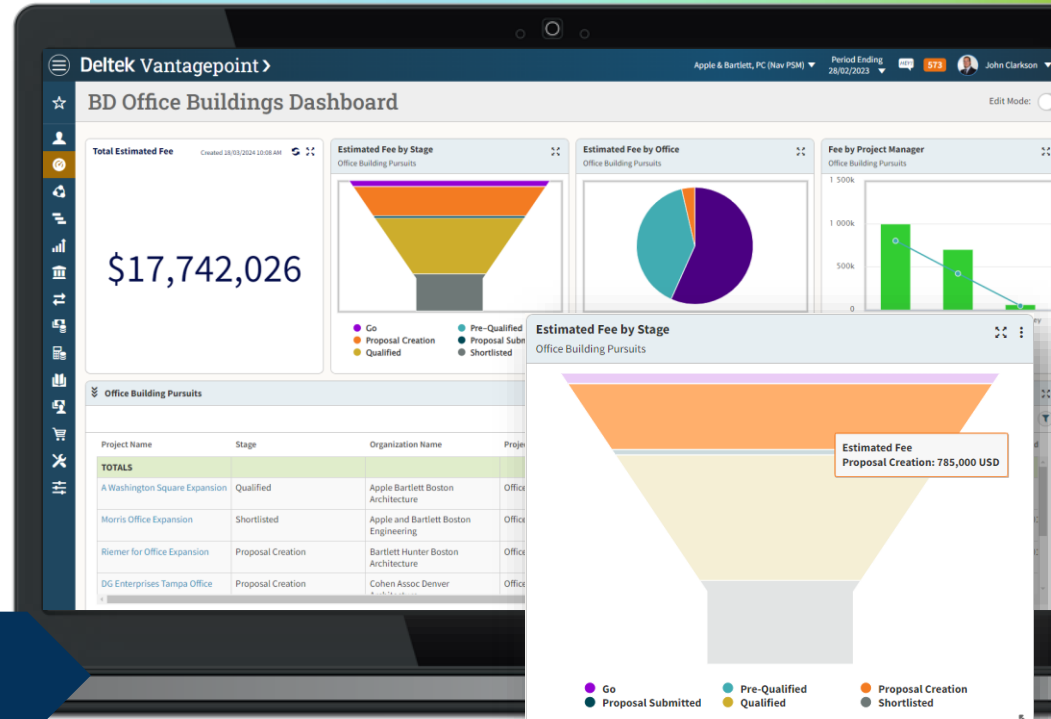 Deltek Vantagepoint
Apple & Bartlett, PC (Nav PSM)
Period Ending
28/02/2023
573
John Clarkson
BD Office Buildings Dashboard
Edit Mode:
Total Estimated Fee
Created 18/03/2024 10:08 AM
$17,742,026
Estimated Fee by Stage
Office Building Pursuits
Go
Pre-Qualified
Proposal Creation
Proposal Subm
Qualified
Shortlisted
Estimated Fee by Office
Office Building Pursuits
Fee by Project Manager
Office Building Pursuits
1 500k
1 000k
500k
0
Office Building Pursuits
Project Name Stage Organization Name Proje
TOTALS
A Washington Square Expansion Qualified Apple Bartlett Boston Office
Architecture
Morris Office Expansion Shortlisted Apple and Bartlett Boston Office
Engineering
Riemer for Office Expansion Proposal Creation Bartlett Hunter Boston Office
Architecture
DG Enterprises Tampa Office Proposal Creation Cohen Assoc Denver Office
Estimated Fee by Stage
Office Building Pursuits
Estimated Fee
Proposal Creation: 785,000 USD
Go Pre-Qualified Proposal Creation
Proposal Submitted Qualified Shortlisted